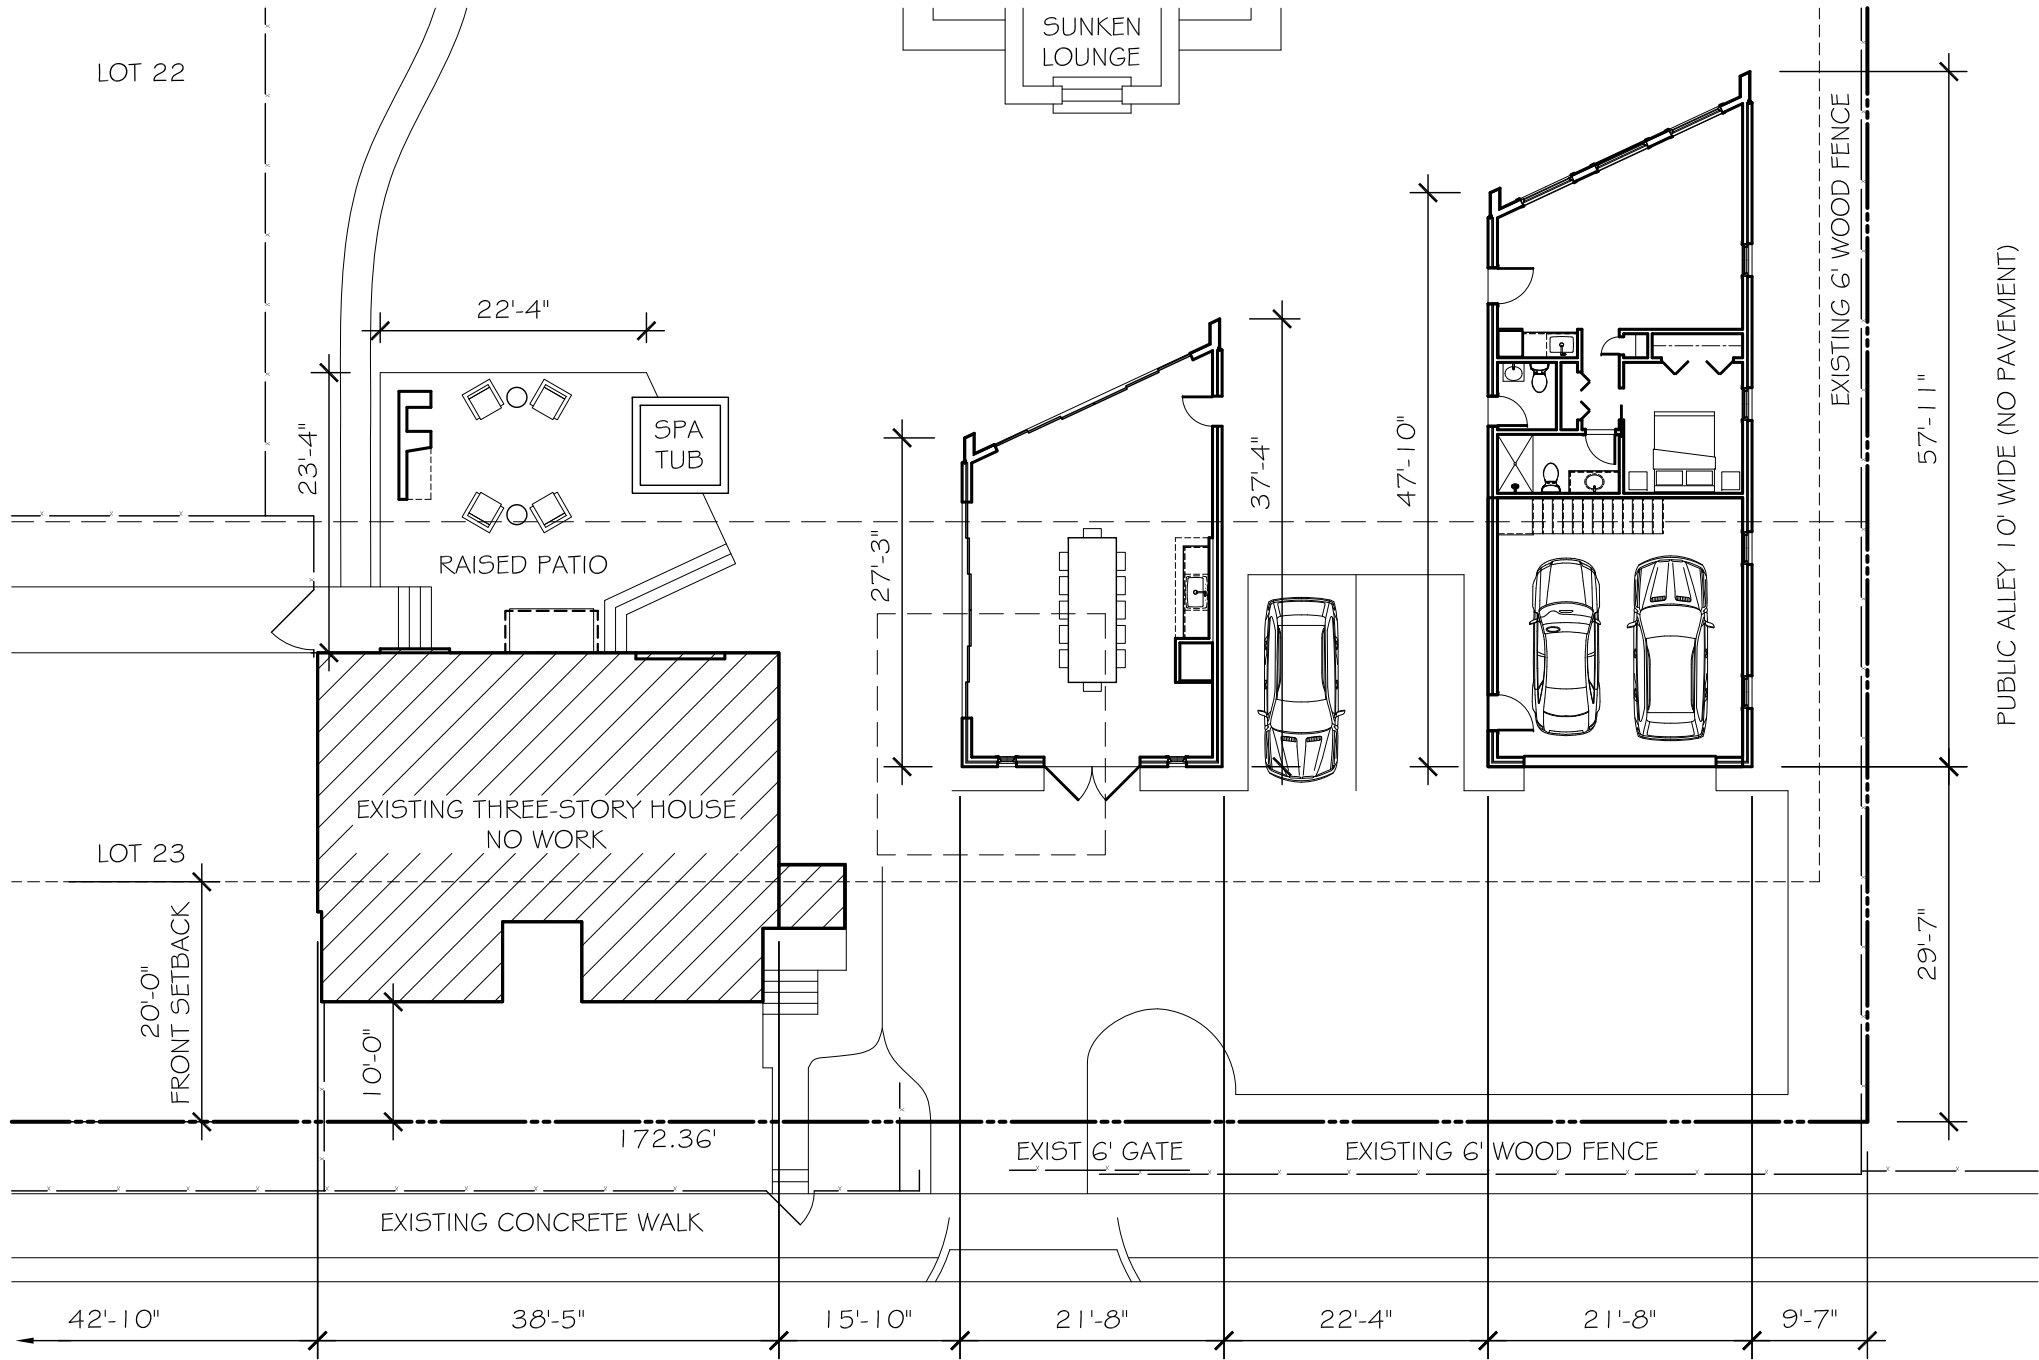 SUNKEN
LOUNGE
LOT 22
EXISTING 6' WOOD FENCE
22'-4"
PUBLIC ALLEY 10' WIDE (NO PAVEMENT)
57'-11"
23'-4"
SPA
TUB
37'-4"
47'-10"
27'-3"
RAISED PATIO
EXISTING THREE-STORY HOUSE
NO WORK
LOT 23
20'-0"
FRONT SETBACK
10'-0"
29'-7"
172.36'
EXIST 6' GATE
EXISTING 6' WOOD FENCE
EXISTING CONCRETE WALK
42'-10"
38'-5"
15'-10"
21'-8"
22'-4"
21'-8"
9'-7"